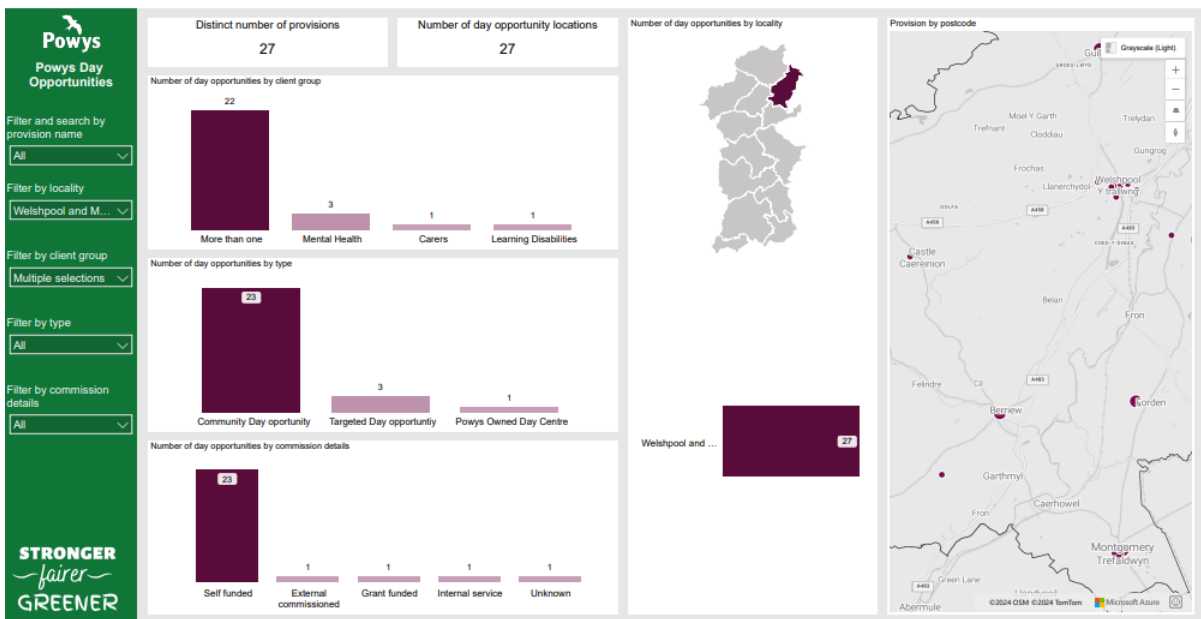 Powys
Powys Day
Opportunities
Filter and search by
provision name
All
Filter by locality
Welshpool and M...
Filter by client group
Multiple selections
Filter by type
All
Filter by commission
details
All
STRONGER
fairer
GREENER
Distinct number of provisions
27
Number of day opportunity locations
27
Number of day opportunities by client group
22
3
1
1
More than one
Mental Health
Carers
Learning Disabilities
Number of day opportunities by type
23
3
1
Community Day oportunity
Targeted Day opportuntiy
Powys Owned Day Centre
Number of day opportunities by commission details
23
1
1
1
1
Self funded
External
commissioned
Grant funded
Internal service
Unknown
Number of day opportunities by locality
Welshpool and ...
27
Provision by postcode
Grayscale (Light)
+
−
Moel Y Garth
Trefnant
Cloddiau
Trelydan
Gungrog
Frochas
Llanerchydol
Welshpool
Y trallwng
A458
A458
A483
Castle
Caereinion
Belan
Fron
Felindre
Cil
A483
Berriew
Forden
Garthmyl
Fron
Caerhowel
Montgomery
Trefaldwyn
A483
Green Lane
Abermule
©2024 OSM ©2024 TomTom
Microsoft Azure